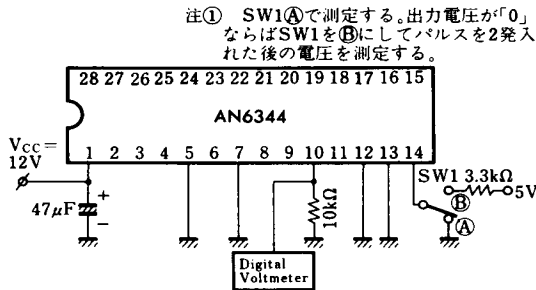 注① SW1Ⓐで測定する。出力電圧が「0」
ならばSW1をⒷにしてパルスを2発入
れた後の電圧を測定する。
28 27 26 25 24 23 22 21 20 19 18 17 16 15
AN6344
VCC=
12V
1 2 3 4 5 6 7 8 9 10 11 12 13 14
SW1 3.3kΩ
5V
Ⓑ
Ⓐ
47μF
+
−
10kΩ
Digital
Voltmeter